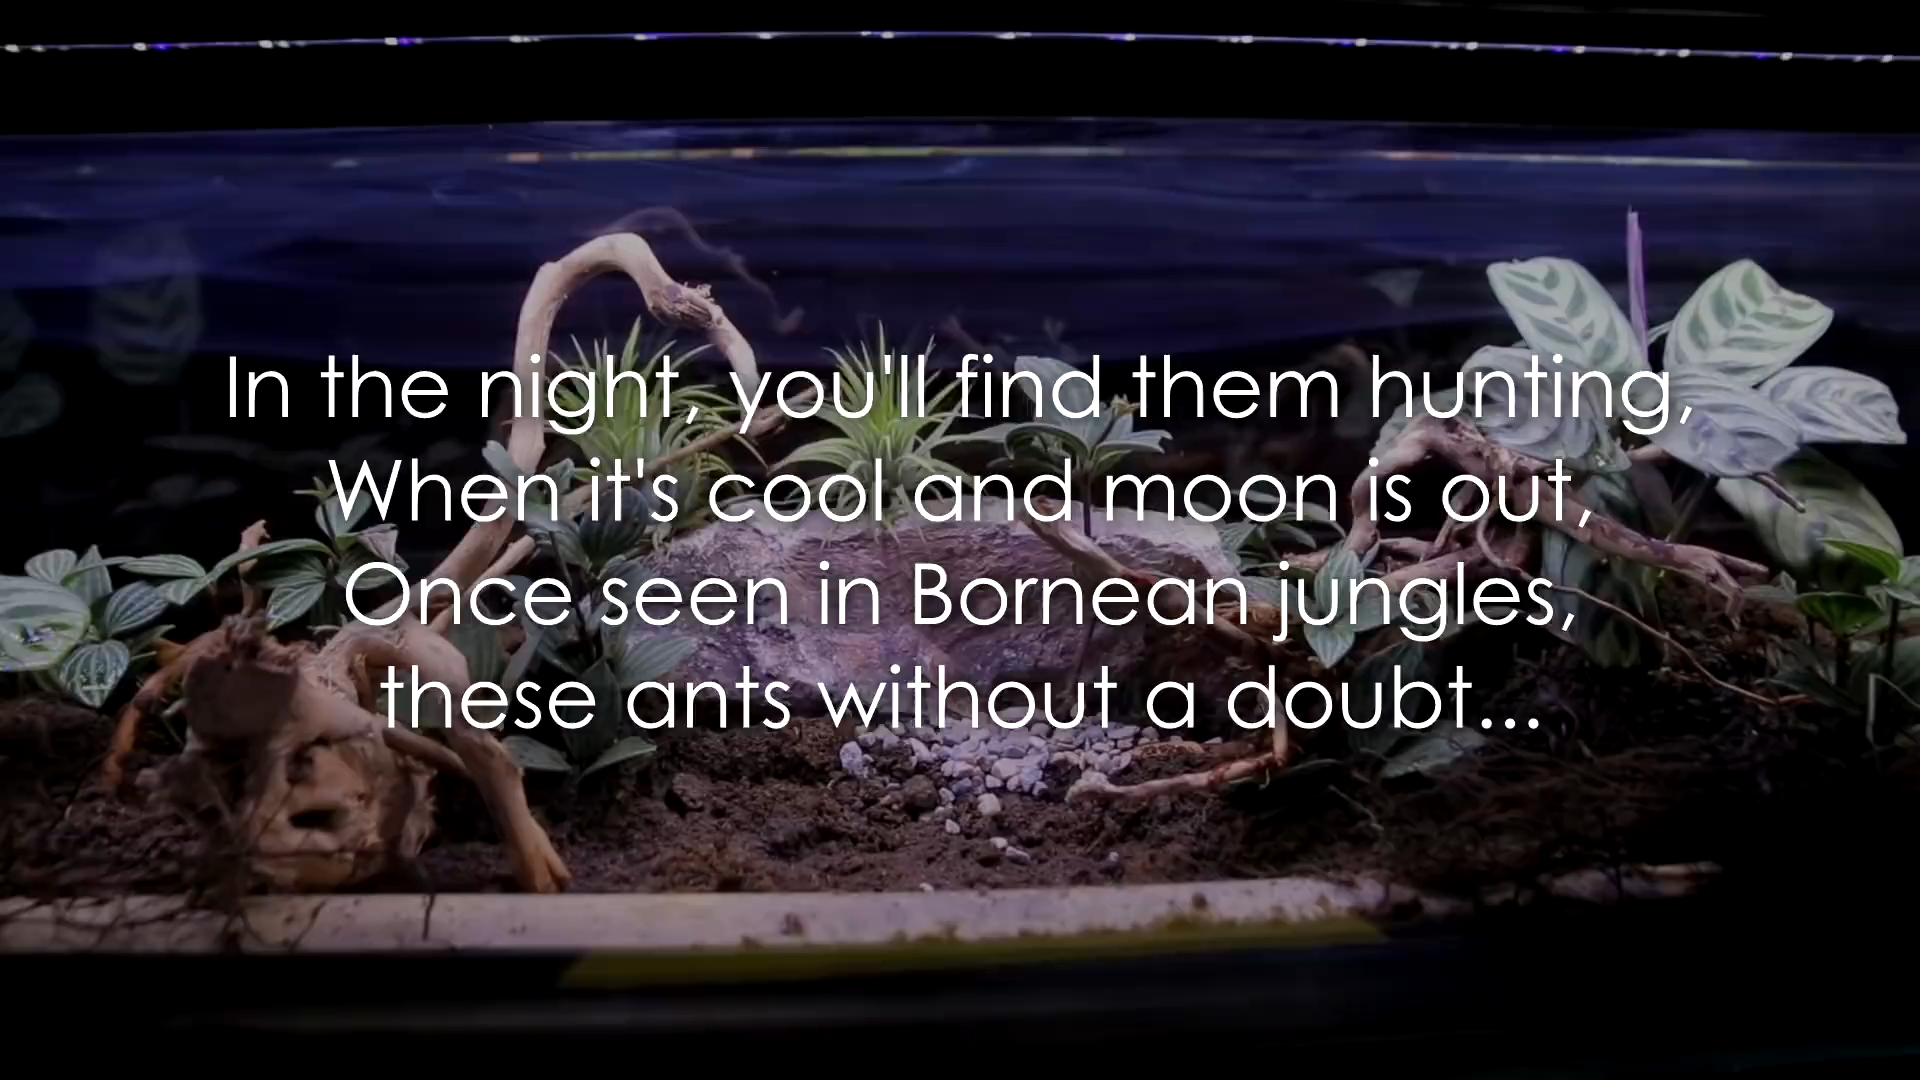 In the night, you'll find them hunting,
When it's cool and moon is out,
Once seen in Bornean jungles,
these ants without a doubt...